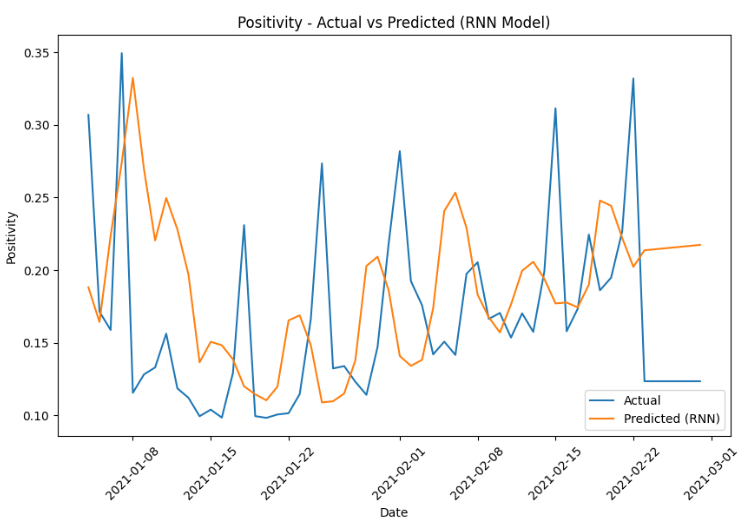 Positivity - Actual vs Predicted (RNN Model)
Positivity
0.35
0.30
0.25
0.20
0.15
0.10
Actual
Predicted (RNN)
2021-01-08
2021-01-15
2021-01-22
2021-02-01
2021-02-08
2021-02-15
2021-02-22
2021-03-01
Date